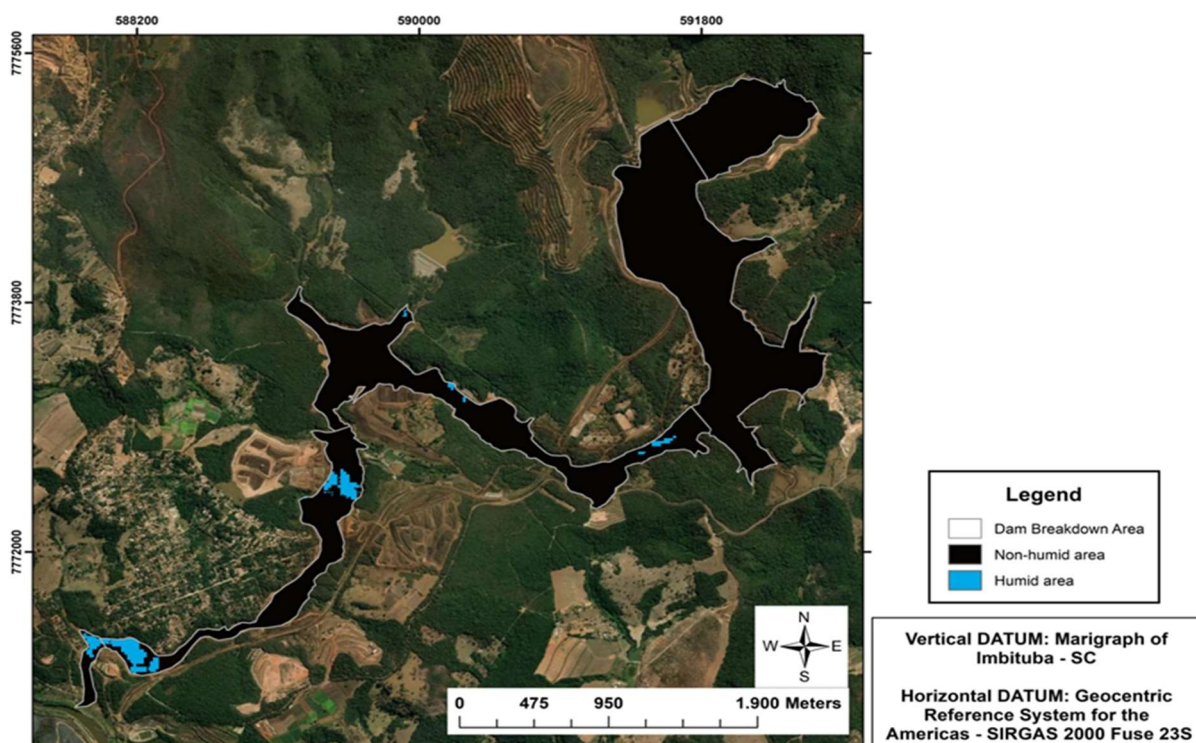 588200
590000
591800
7775600
7773800
7772000
N
W
E
S
0
475
950
1.900 Meters
Legend
Dam Breakdown Area
Non-humid area
Humid area
Vertical DATUM: Marigraph of
Imbituba - SC
Horizontal DATUM: Geocentric
Reference System for the
Americas - SIRGAS 2000 Fuse 23S